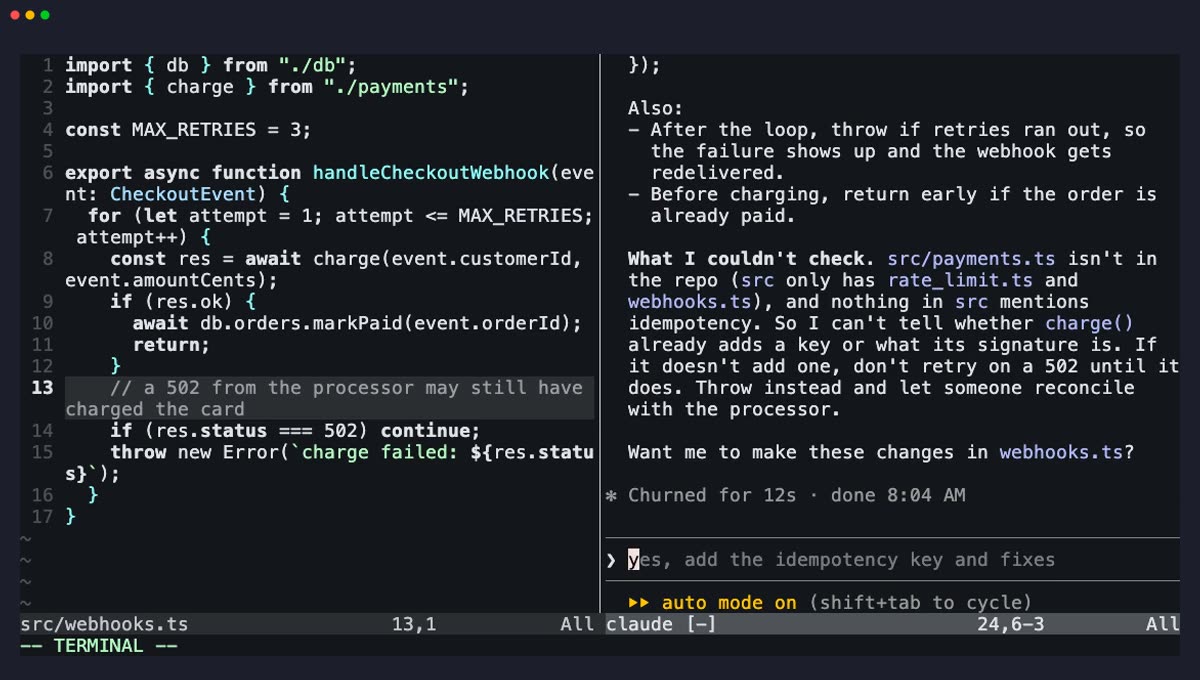 1 import { db } from "./db";
2 import { charge } from "./payments";
3
4 const MAX_RETRIES = 3;
5
6 export async function handleCheckoutWebhook(eve
nt: CheckoutEvent) {
7   for (let attempt = 1; attempt <= MAX_RETRIES;
 attempt++) {
8     const res = await charge(event.customerId,
event.amountCents);
9     if (res.ok) {
10       await db.orders.markPaid(event.orderId);
11       return;
12     }
13     // a 502 from the processor may still have
charged the card
14     if (res.status === 502) continue;
15     throw new Error(`charge failed: ${res.statu
s}`);
16   }
17 }
~
~
~
~
src/webhooks.ts 13,1 All
-- TERMINAL --
});
Also:
- After the loop, throw if retries ran out, so
the failure shows up and the webhook gets
redelivered.
- Before charging, return early if the order is
already paid.
What I couldn't check. src/payments.ts isn't in
the repo (src only has rate_limit.ts and
webhooks.ts), and nothing in src mentions
idempotency. So I can't tell whether charge()
already adds a key or what its signature is. If
it doesn't add one, don't retry on a 502 until it
does. Throw instead and let someone reconcile
with the processor.
Want me to make these changes in webhooks.ts?
✻ Churned for 12s · done 8:04 AM
❯ yes, add the idempotency key and fixes
⏵⏵ auto mode on (shift+tab to cycle)
claude [-] 24,6-3 All